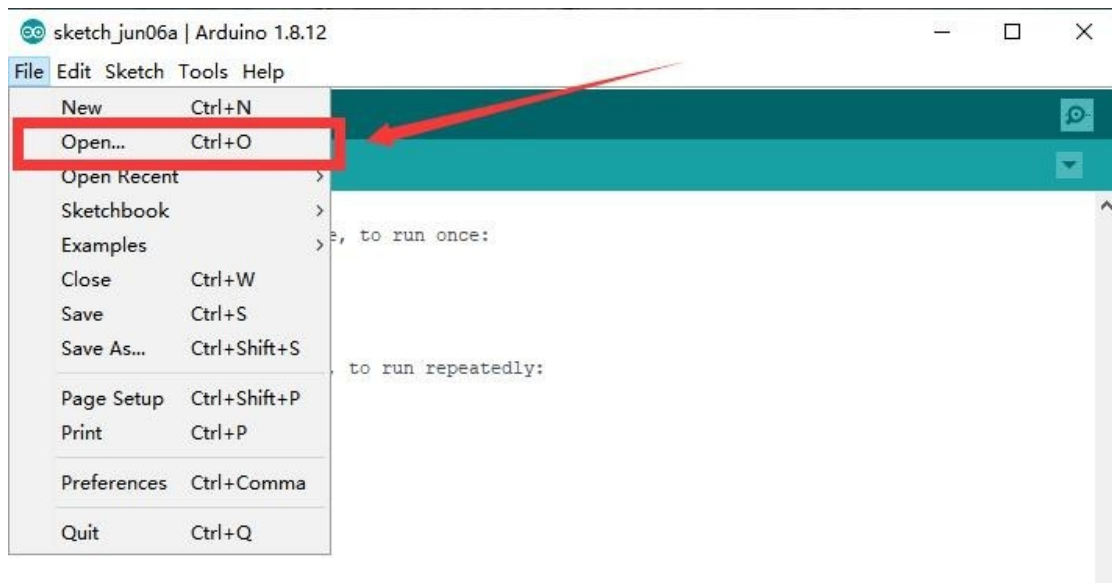 sketch_jun06a | Arduino 1.8.12
File Edit Sketch Tools Help
New Ctrl+N
Open... Ctrl+O
Open Recent
Sketchbook
, to run once:
Examples
Close Ctrl+W
Save Ctrl+S
Save As... Ctrl+Shift+S
, to run repeatedly:
Page Setup Ctrl+Shift+P
Print Ctrl+P
Preferences Ctrl+Comma
Quit Ctrl+Q